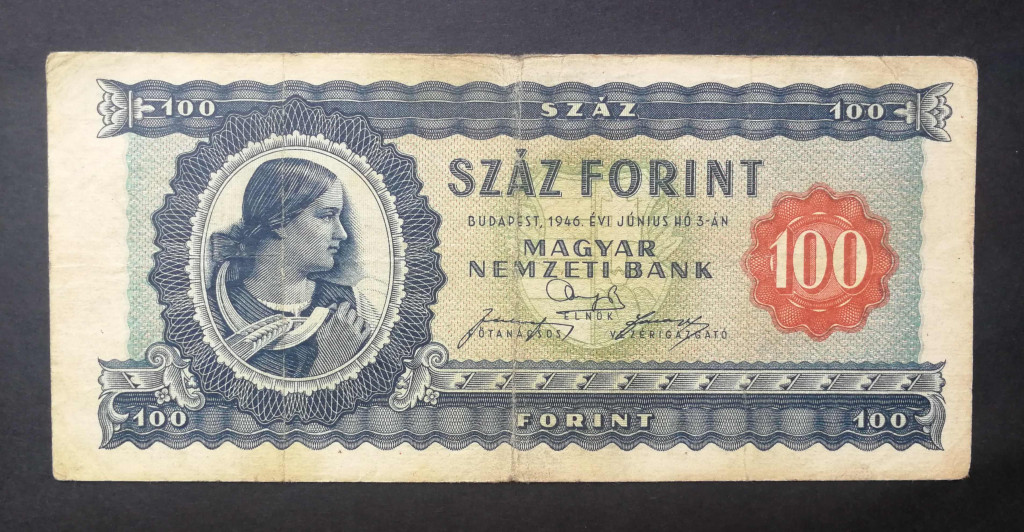 100 SZÁZ 100
SZÁZ FORINT
BUDAPEST, 1946. ÉVI JÚNIUS HÓ 3-ÁN
MAGYAR
NEMZETI BANK
100
ELNÖK
FŐTANÁCSOS VEZÉRIGAZGATÓ
100 FORINT 100